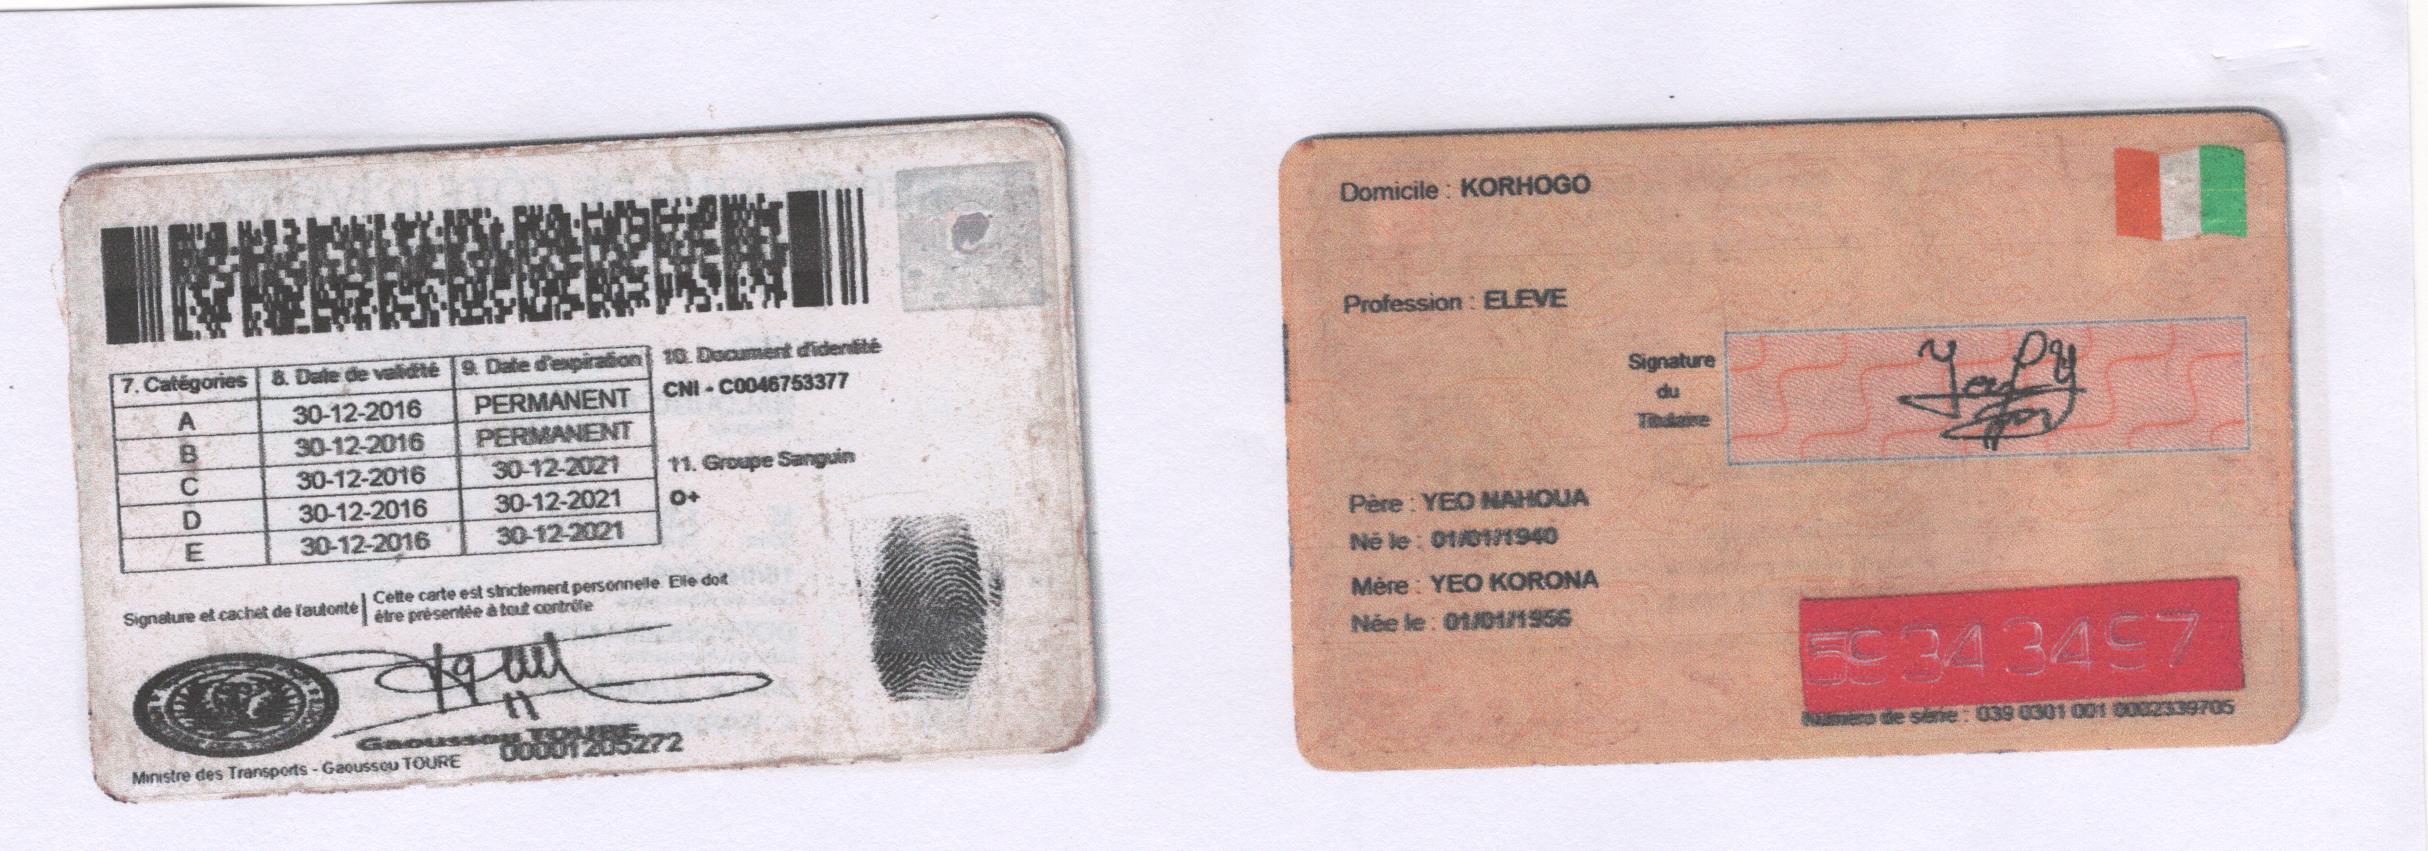 7. Catégories 8. Date de validité 9. Date d'expiration
A 30-12-2016 PERMANENT
B 30-12-2016 PERMANENT
C 30-12-2016 30-12-2021
D 30-12-2016 30-12-2021
E 30-12-2016 30-12-2021
10. Document d'identité
CNI - C0046753377
11. Groupe Sanguin
O+
Signature et cachet de l'autorité
Cette carte est strictement personnelle Elle doit
être présentée à tout contrôle
Gaoussou TOURE
00001205272
Ministre des Transports - Gaoussou TOURE
Domicile : KORHOGO
Profession : ELEVE
Signature
du
Titulaire
Père : YEO NAHOUA
Né le : 01/01/1940
Mère : YEO KORONA
Née le : 01/01/1956
Numéro de série : 039 0301 001 0002339705